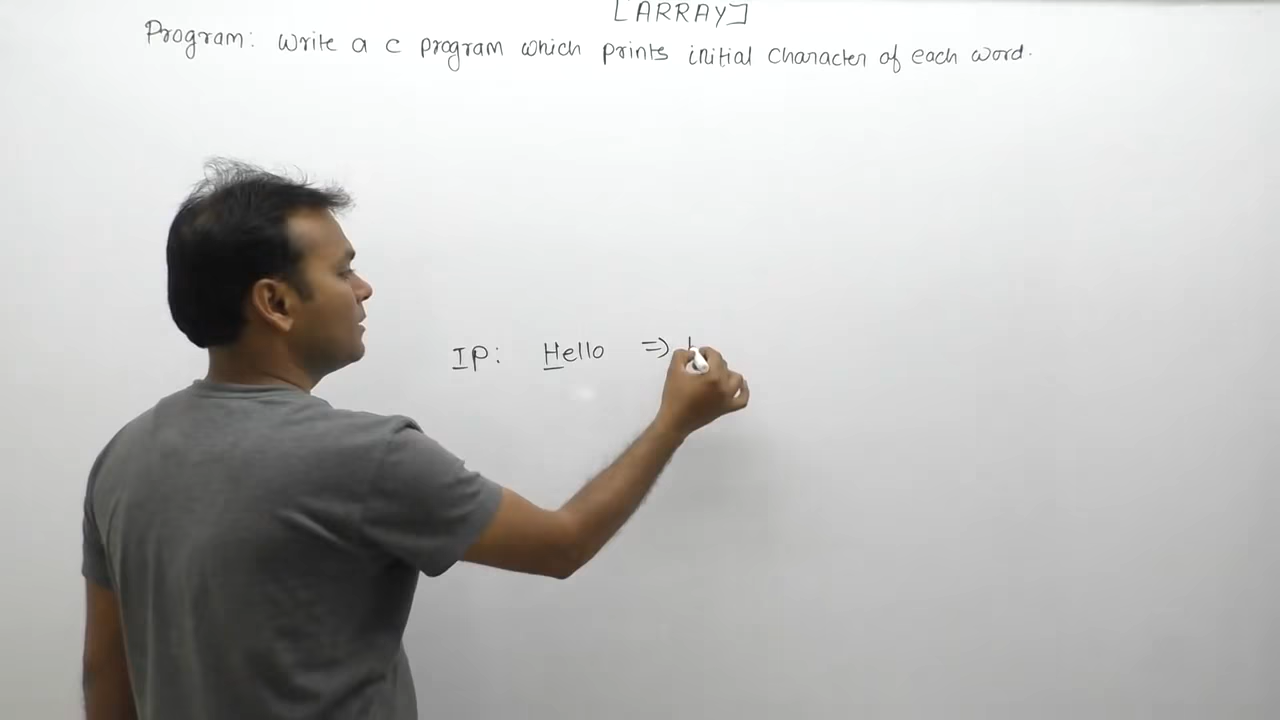 [ARRAY]
Program: Write a c program which prints initial character of each word.
IP: Hello =>